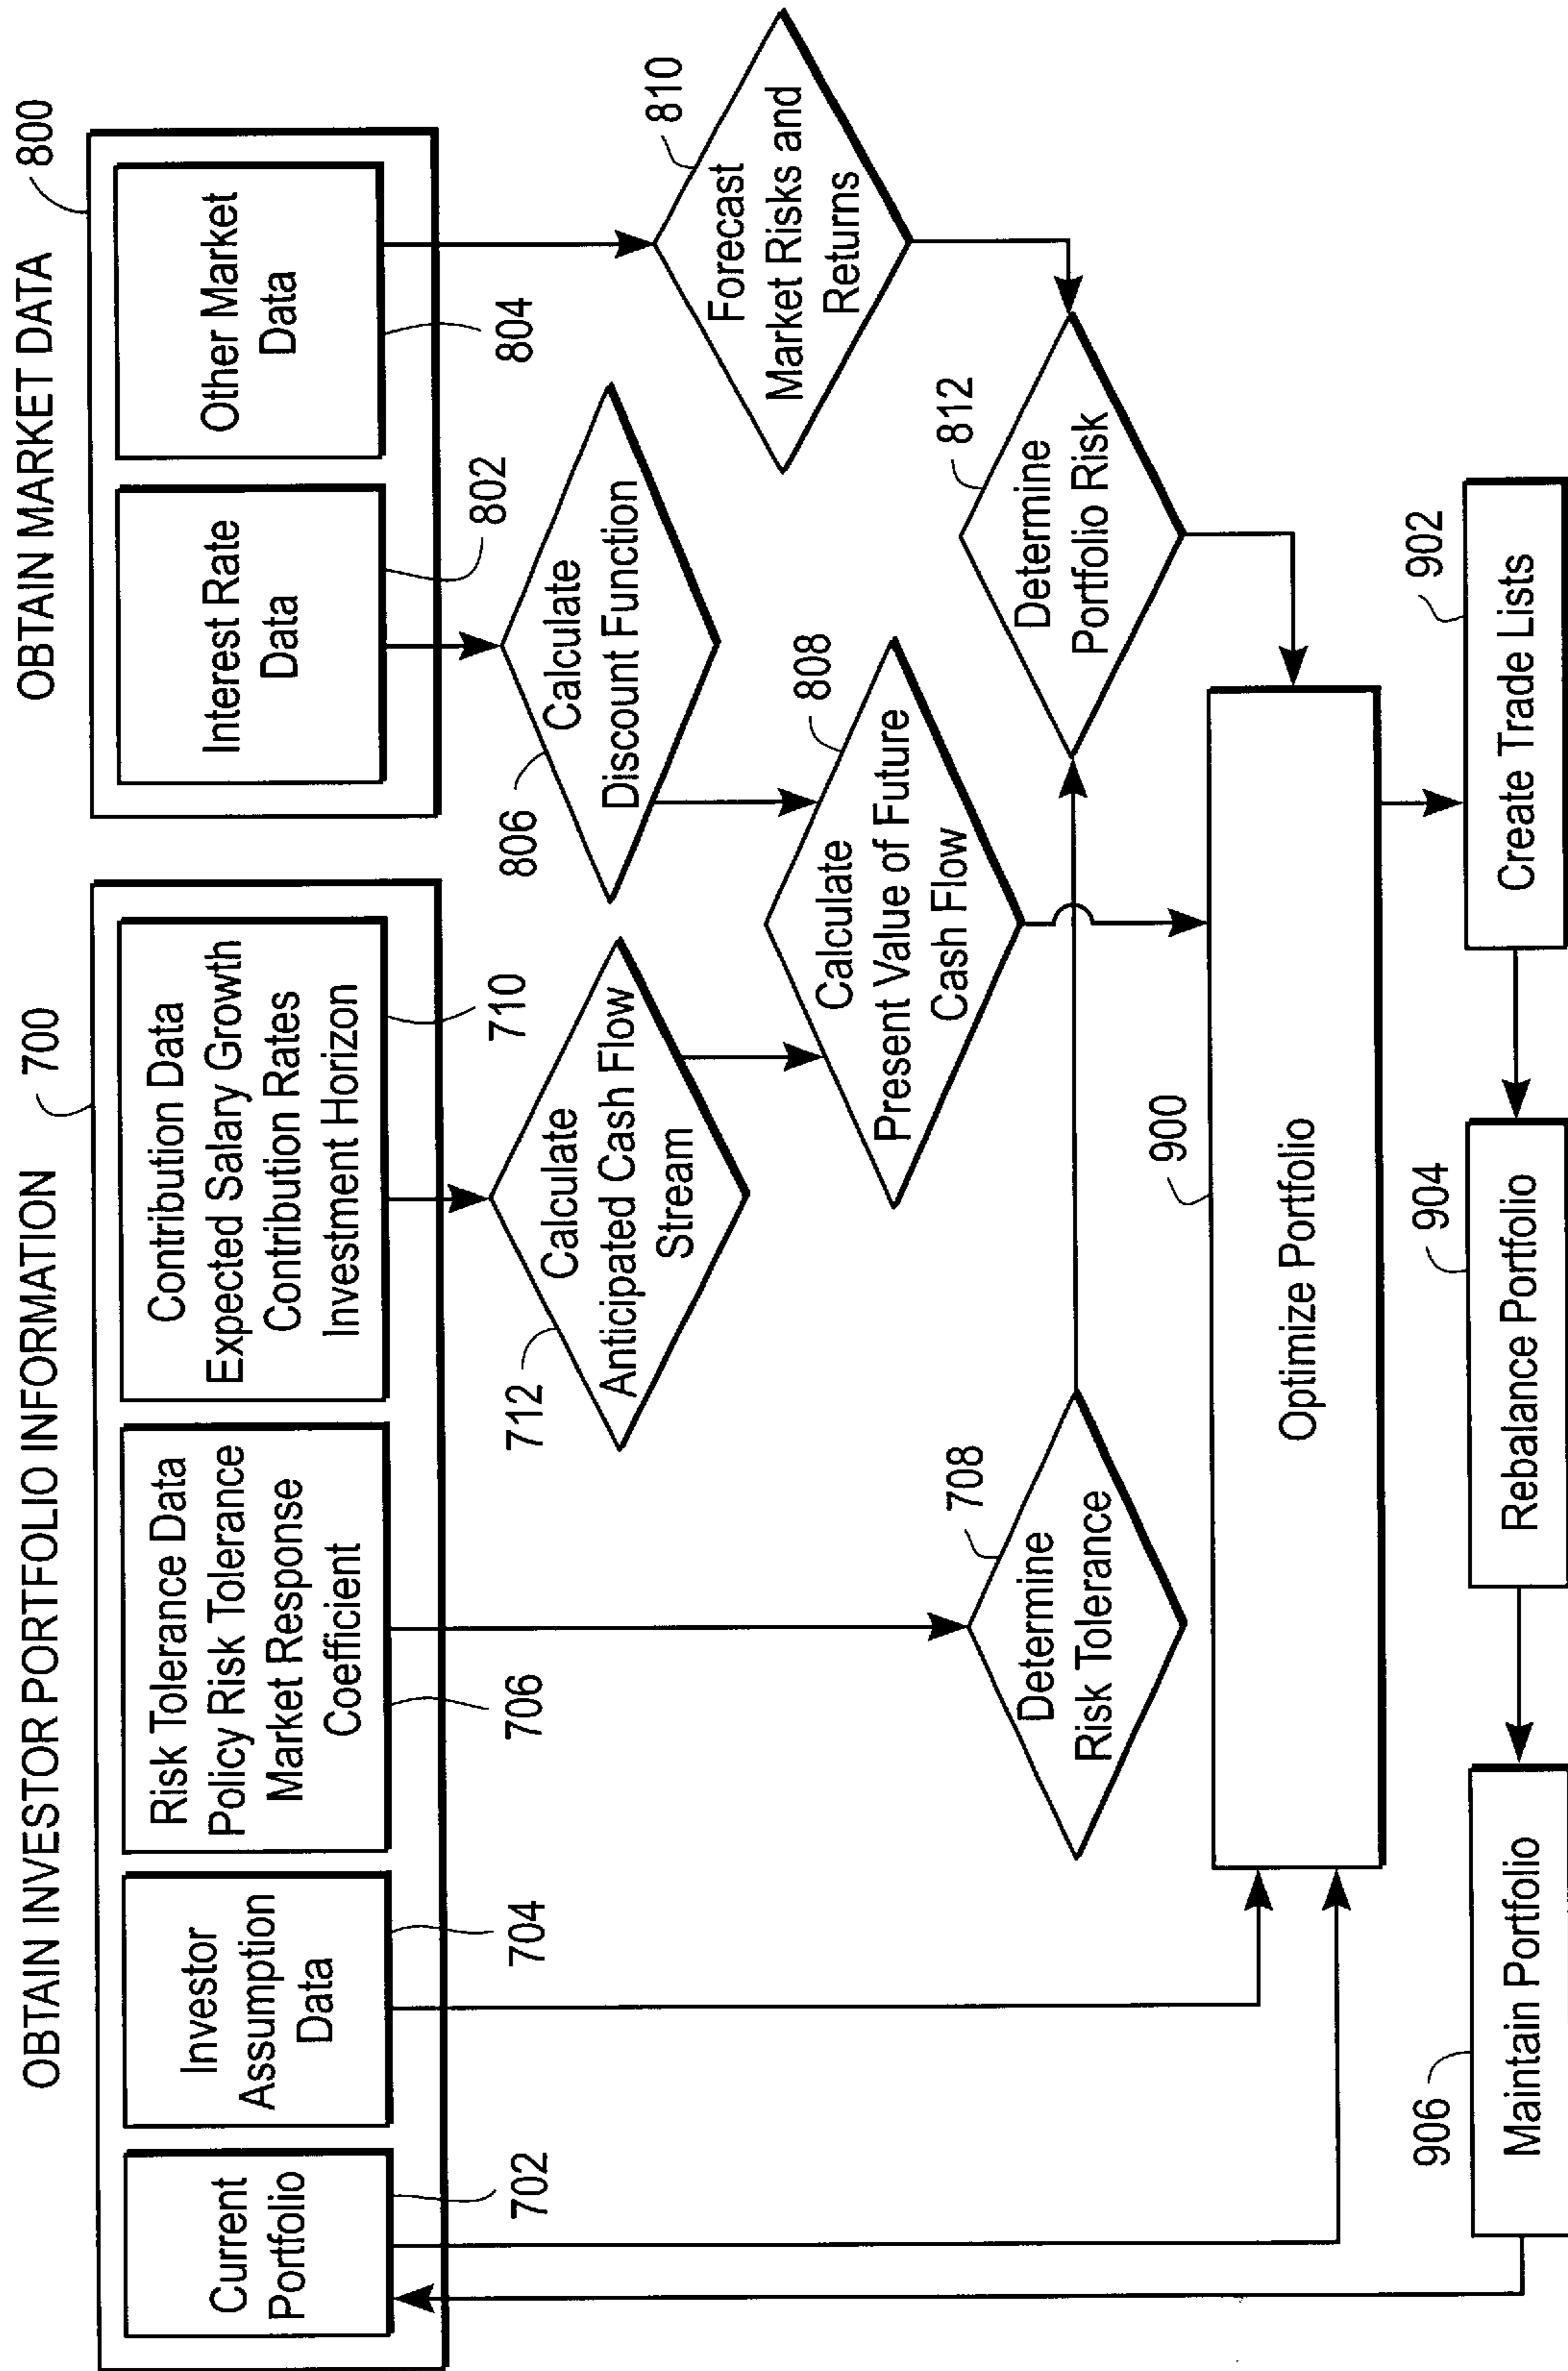 OBTAIN INVESTOR PORTFOLIO INFORMATION
700
OBTAIN MARKET DATA
800
Current
Portfolio
702
Investor
Assumption
Data
704
Risk Tolerance Data
Policy Risk Tolerance
Market Response
Coefficient
706
Contribution Data
Expected Salary Growth
Contribution Rates
Investment Horizon
710
Interest Rate
Data
802
Other Market
Data
804
712
Calculate
Anticipated Cash Flow
Stream
806
Calculate
Discount Function
Forecast
Market Risks and
Returns
810
Calculate
Present Value of Future
Cash Flow
808
Determine
Risk Tolerance
708
Determine
Portfolio Risk
812
900
Optimize Portfolio
906
Maintain Portfolio
904
Rebalance Portfolio
902
Create Trade Lists